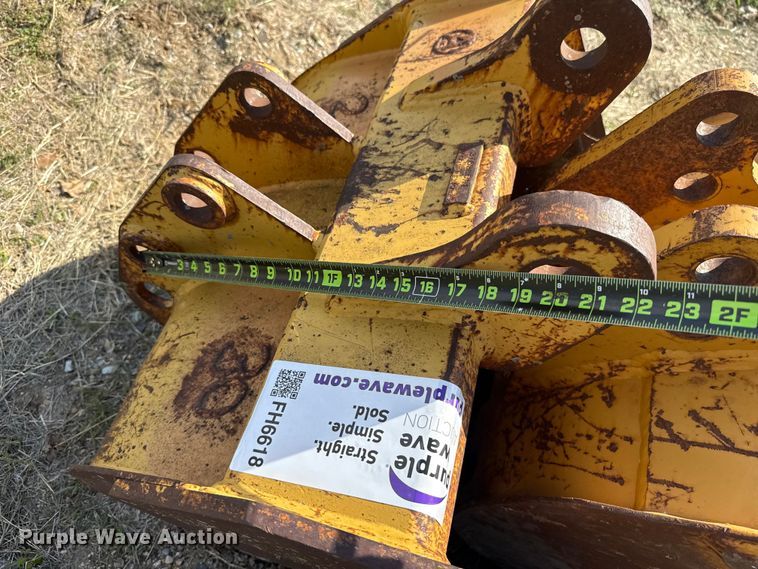 3 4 5 6 7 8 9 10 11 1F 13 14 15 16 17 18 19 20 21 22 23 2F
purplewave.com
FH6618
Straight.
Simple.
Sold.
purple
wave
AUCTION
Purple Wave Auction